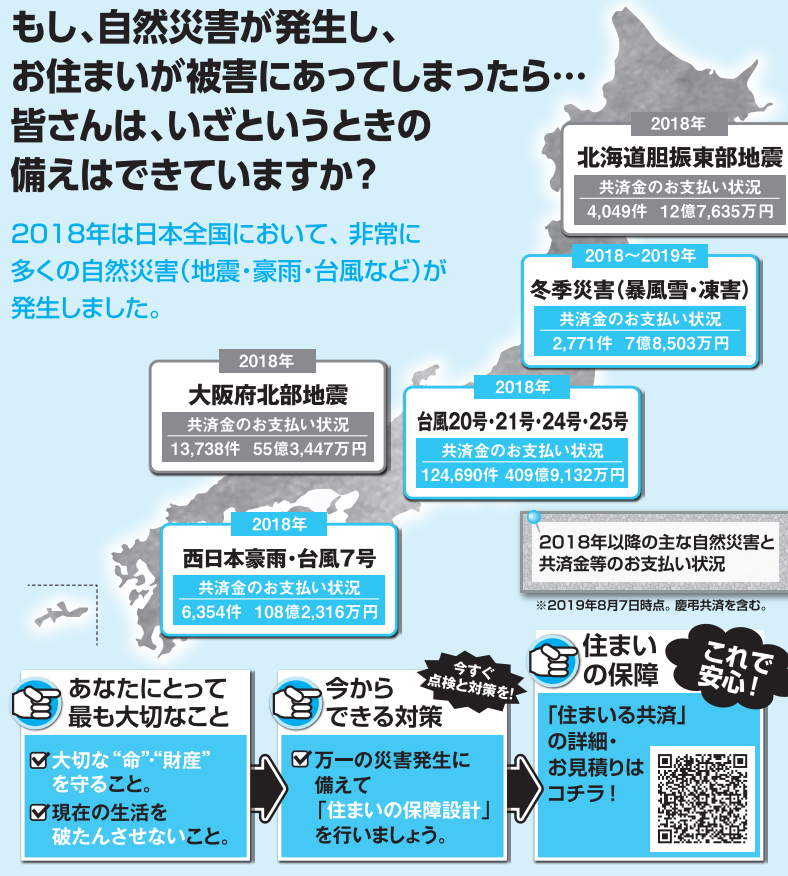 もし、自然災害が発生し、
お住まいが被害にあってしまったら…
皆さんは、いざというときの
備えはできていますか？
2018年は日本全国において、非常に
多くの自然災害（地震・豪雨・台風など）が
発生しました。
2018年
北海道胆振東部地震
共済金のお支払い状況
4,049件 12億7,635万円
2018～2019年
冬季災害（暴風雪・凍害）
共済金のお支払い状況
2,771件 7億8,503万円
2018年
大阪府北部地震
共済金のお支払い状況
13,738件 55億3,447万円
2018年
台風20号・21号・24号・25号
共済金のお支払い状況
124,690件 409億9,132万円
2018年
西日本豪雨・台風7号
共済金のお支払い状況
6,354件 108億2,316万円
2018年以降の主な自然災害と
共済金等のお支払い状況
※2019年8月7日時点。慶弔共済を含む。
あなたにとって
最も大切なこと
大切な“命”・“財産”
を守ること。
現在の生活を
破たんさせないこと。
今から
できる対策
今すぐ
点検と対策を!
万一の災害発生に
備えて
「住まいの保障設計」
を行いましょう。
住まい
の保障
これで
安心!
「住まいる共済」
の詳細・
お見積りは
コチラ！